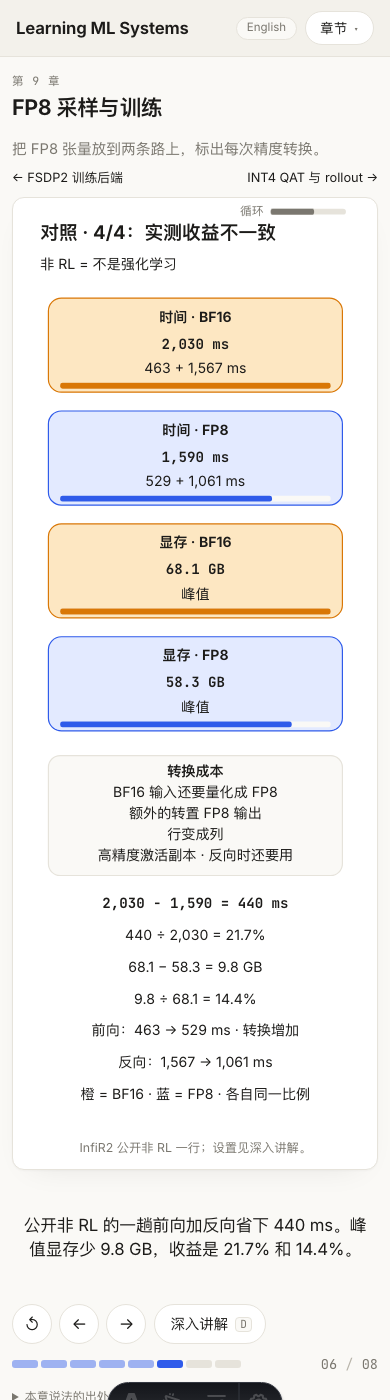 Learning ML Systems
English
章节
第 9 章
FP8 采样与训练
把 FP8 张量放到两条路上，标出每次精度转换。
← FSDP2 训练后端
INT4 QAT 与 rollout →
循环
对照 · 4/4：实测收益不一致
非 RL = 不是强化学习
时间 · BF16
2,030 ms
463 + 1,567 ms
时间 · FP8
1,590 ms
529 + 1,061 ms
显存 · BF16
68.1 GB
峰值
显存 · FP8
58.3 GB
峰值
转换成本
BF16 输入还要量化成 FP8
额外的转置 FP8 输出
行变成列
高精度激活副本 · 反向时还要用
2,030 - 1,590 = 440 ms
440 ÷ 2,030 = 21.7%
68.1 − 58.3 = 9.8 GB
9.8 ÷ 68.1 = 14.4%
前向：463 → 529 ms · 转换增加
反向：1,567 → 1,061 ms
橙 = BF16 · 蓝 = FP8 · 各自同一比例
InfiR2 公开非 RL 一行；设置见深入讲解。
公开非 RL 的一趟前向加反向省下 440 ms。峰
值显存少 9.8 GB，收益是 21.7% 和 14.4%。
深入讲解 D
06 / 08
本章说法的出处